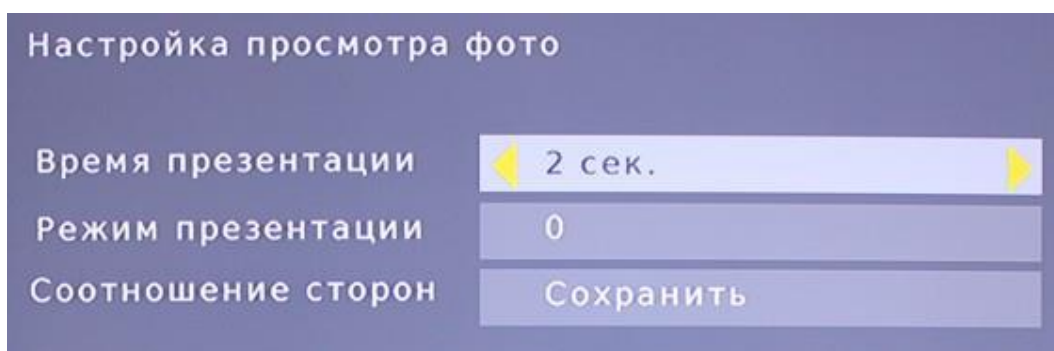 Настройка просмотра фото
Время презентации 2 сек.
Режим презентации 0
Соотношение сторон Сохранить